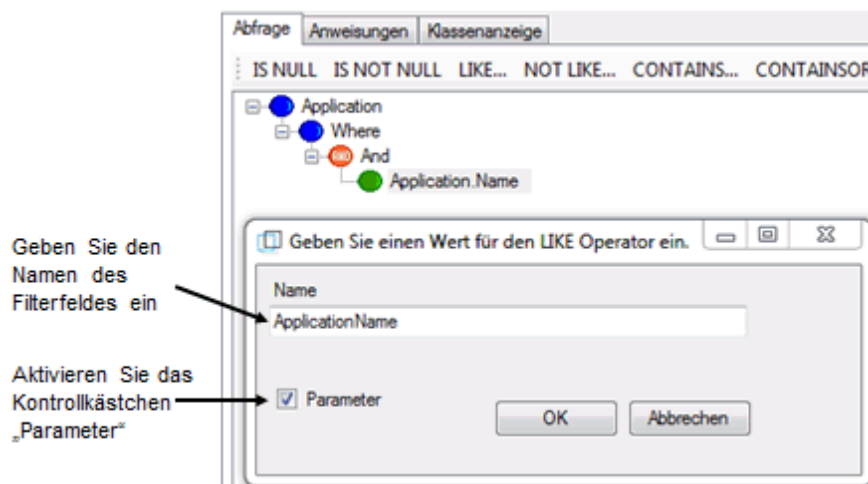 Abfrage Anweisungen Klassenanzeige
IS NULL IS NOT NULL LIKE... NOT LIKE... CONTAINS... CONTAINSOR
Application
Where
AND And
Application.Name
Geben Sie einen Wert für den LIKE Operator ein.
Geben Sie den
Namen des
Filterfeldes ein
Name
ApplicationName
Aktivieren Sie das
Kontrollkästchen
„Parameter“
Parameter
OK Abbrechen